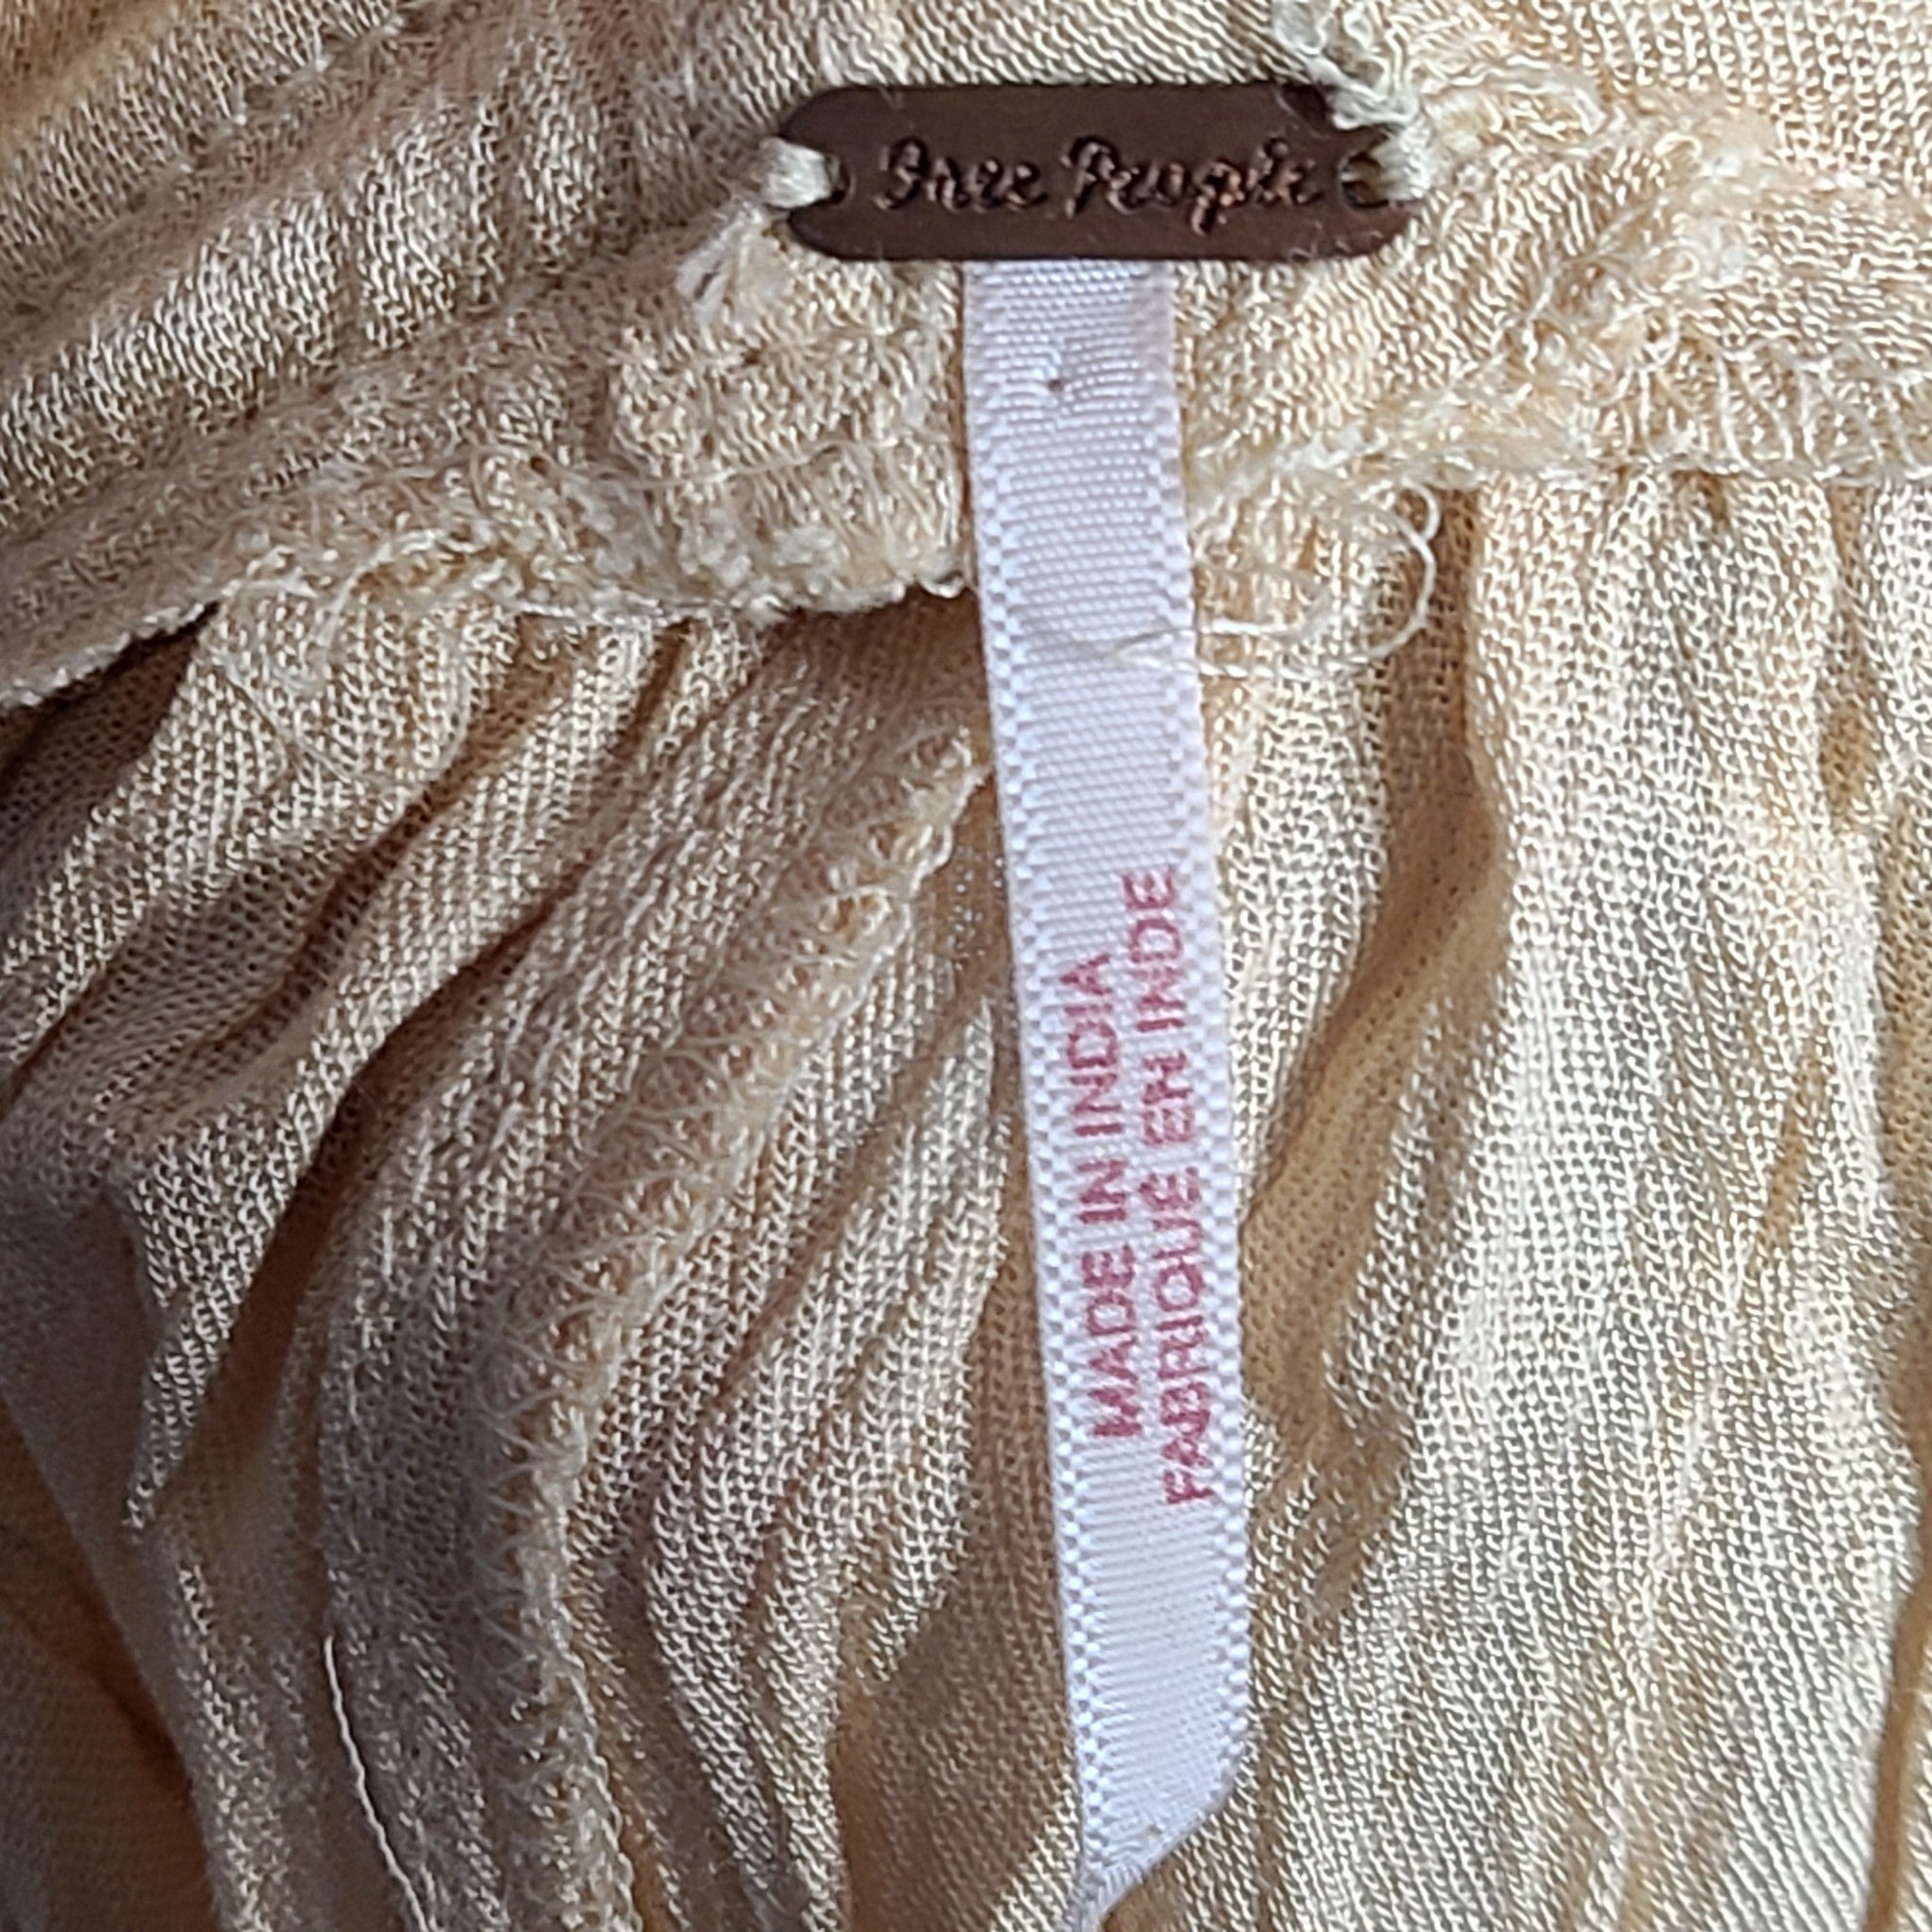 Free People
MADE IN INDIA
FABRIQUÉ EN INDE